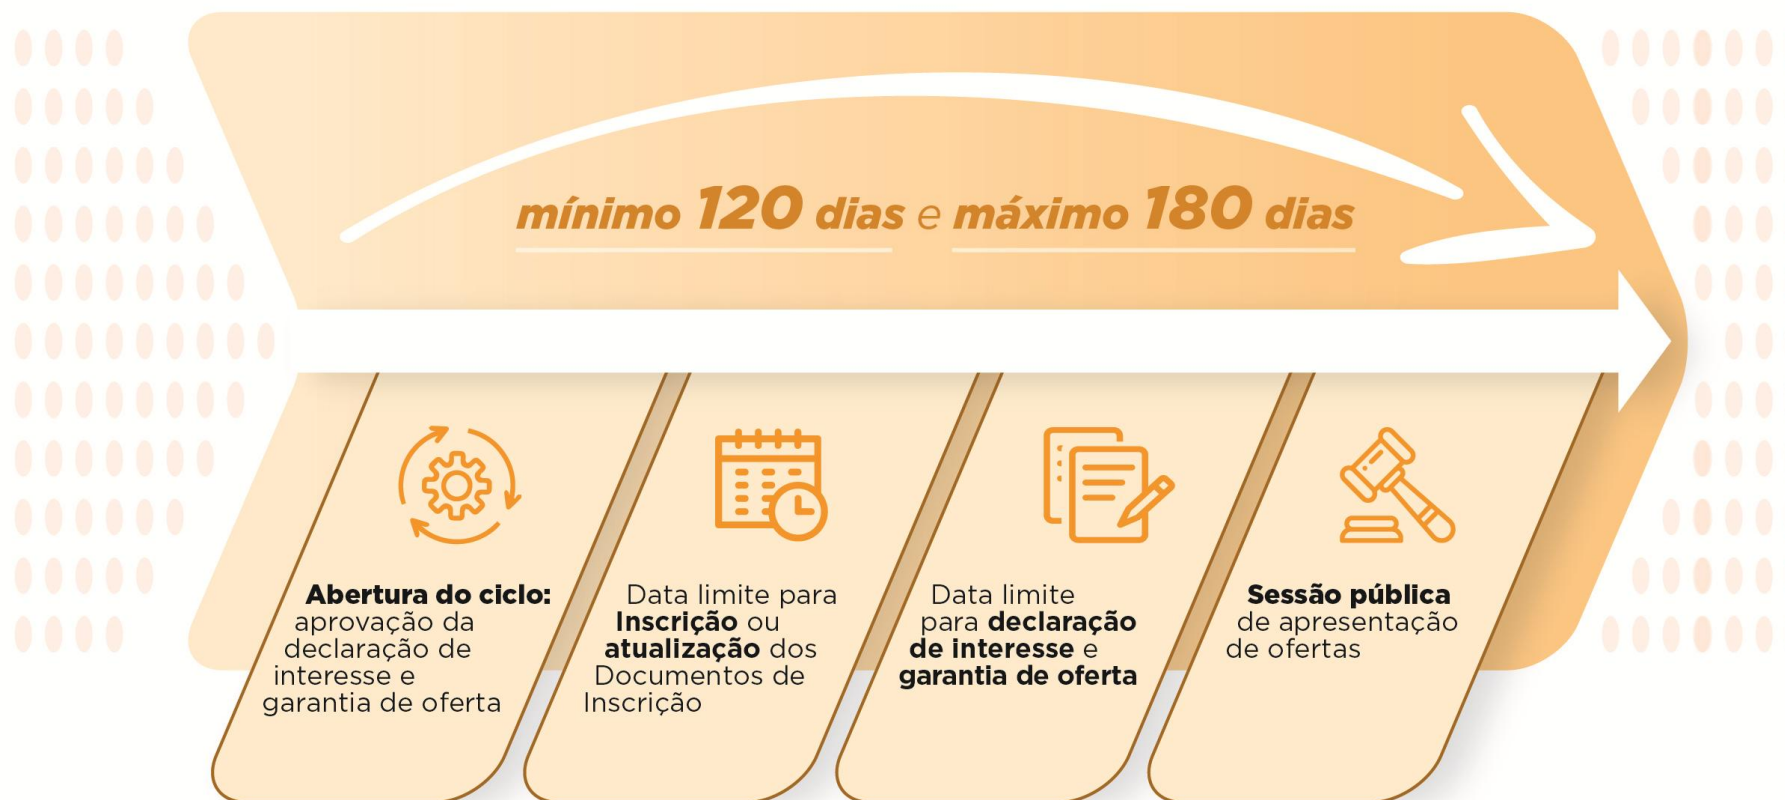 mínimo 120 dias e máximo 180 dias
Abertura do ciclo:
aprovação da
declaração de
interesse e
garantia de oferta
Data limite para
Inscrição ou
atualização dos
Documentos de
Inscrição
Data limite
para declaração
de interesse e
garantia de oferta
Sessão pública
de apresentação
de ofertas